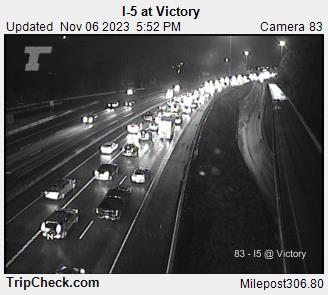 I-5 at Victory
Updated  Nov 06 2023  5:52 PM  Camera 83
T
83 - I5 @ Victory
TripCheck.com  Milepost306.80